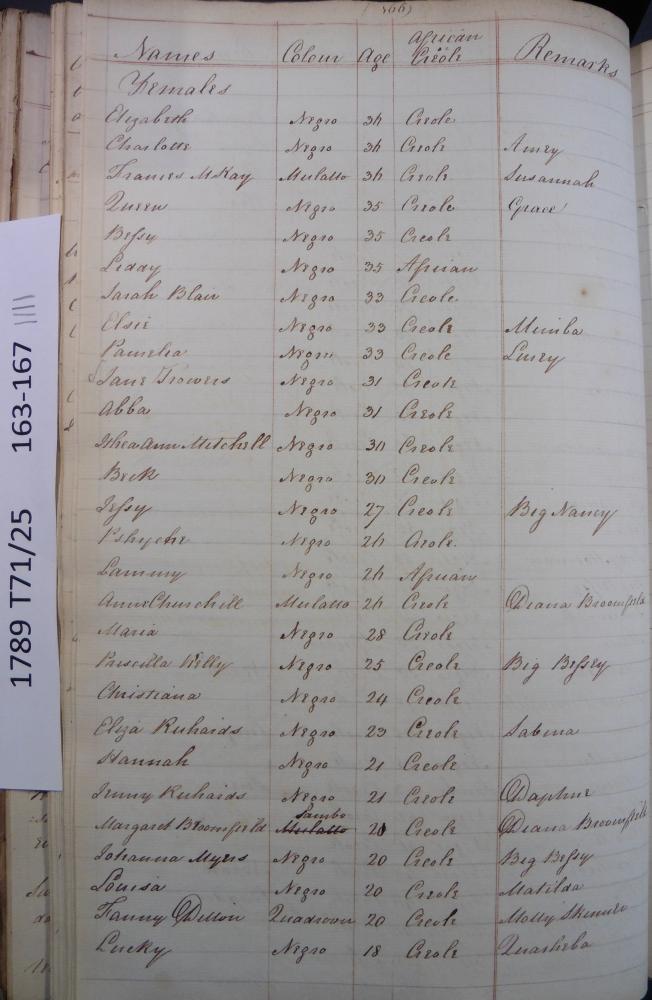 166)
Names Colour Age African Creole Remarks
Females
Elizabeth Negro 36 Creole
Charlotte Negro 36 Creole Amey
Frances McKay Mulatto 36 Creole Susannah
Queen Negro 35 Creole Grace
Bessy Negro 35 Creole
Liddy Negro 35 African
Sarah Blair Negro 33 Creole
Elsie Negro 33 Creole Mimba
Pamelia Negro 33 Creole Lucy
Jane Trowers Negro 31 Creole
Abba Negro 31 Creole
Ann Mitchell Negro 30 Creole
Beck Negro 30 Creole
Jessy Negro 27 Creole Big Nancy
Pshyche Negro 26 Creole
Sammy Negro 26 African
Ann Churchill Mulatto 26 Creole Diana Broomfield
Maria Negro 28 Creole
Priscilla Kelly Negro 25 Creole Big Bessey
Christiana Negro 24 Creole
Eliza Richards Negro 23 Creole Sabina
Hannah Negro 21 Creole
Jenny Richards Negro 21 Creole Daphne
Margaret Broomfield Mulatto Sambo 20 Creole Diana Broomfield
Johanna Myers Negro 20 Creole Big Bessy
Louisa Negro 20 Creole Matilda
Fanny Dillon Quadroon 20 Creole Molly Skinner
Lucky Negro 18 Creole Quasheba
1789 T71/25 163-167